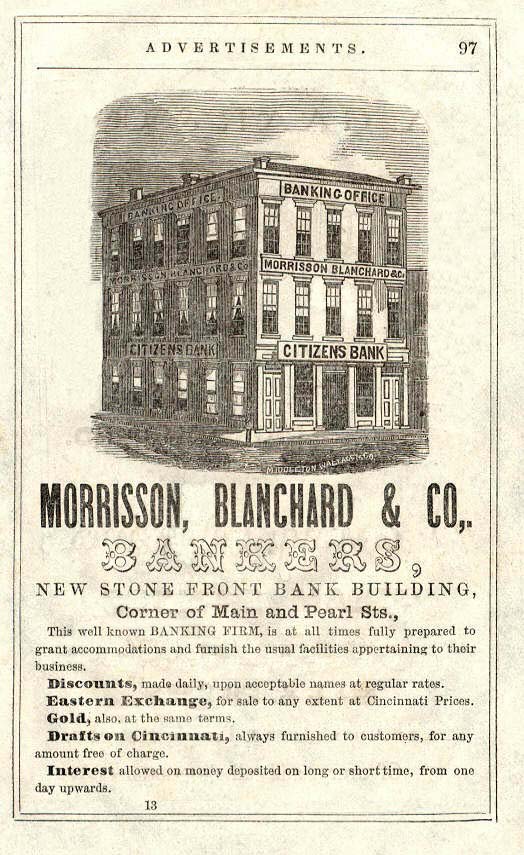 ADVERTISEMENTS. 97
BANKING OFFICE.
BANKING OFFICE
MORRISSON BLANCHARD & Co
MORRISSON BLANCHARD & Co
CITIZENS BANK
CITIZENS BANK
MIDDLETON WALLACE & Co.
MORRISSON, BLANCHARD & CO,.
BANKERS,
NEW STONE FRONT BANK BUILDING,
Corner of Main and Pearl Sts.,
This well known BANKING FIRM, is at all times fully prepared to
grant accommodations and furnish the usual facilities appertaining to their
business.
Discounts, made daily, upon acceptable names at regular rates.
Eastern Exchange, for sale to any extent at Cincinnati Prices.
Gold, also, at the same terms.
Drafts on Cincinnati, always furnished to customers, for any
amount free of charge.
Interest allowed on money deposited on long or short time, from one
day upwards.
13